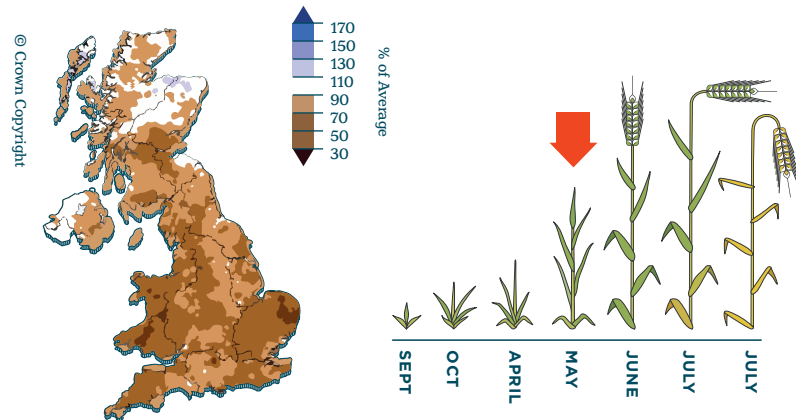 © Crown Copyright
170
150
130
110
90
70
50
30
% of Average
SEPT
OCT
APRIL
MAY
JUNE
JULY
JULY